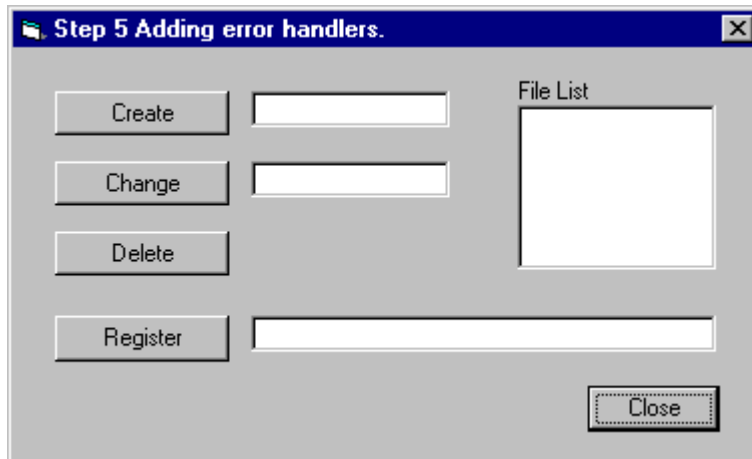 Step 5 Adding error handlers.
File List
Create
Change
Delete
Register
Close